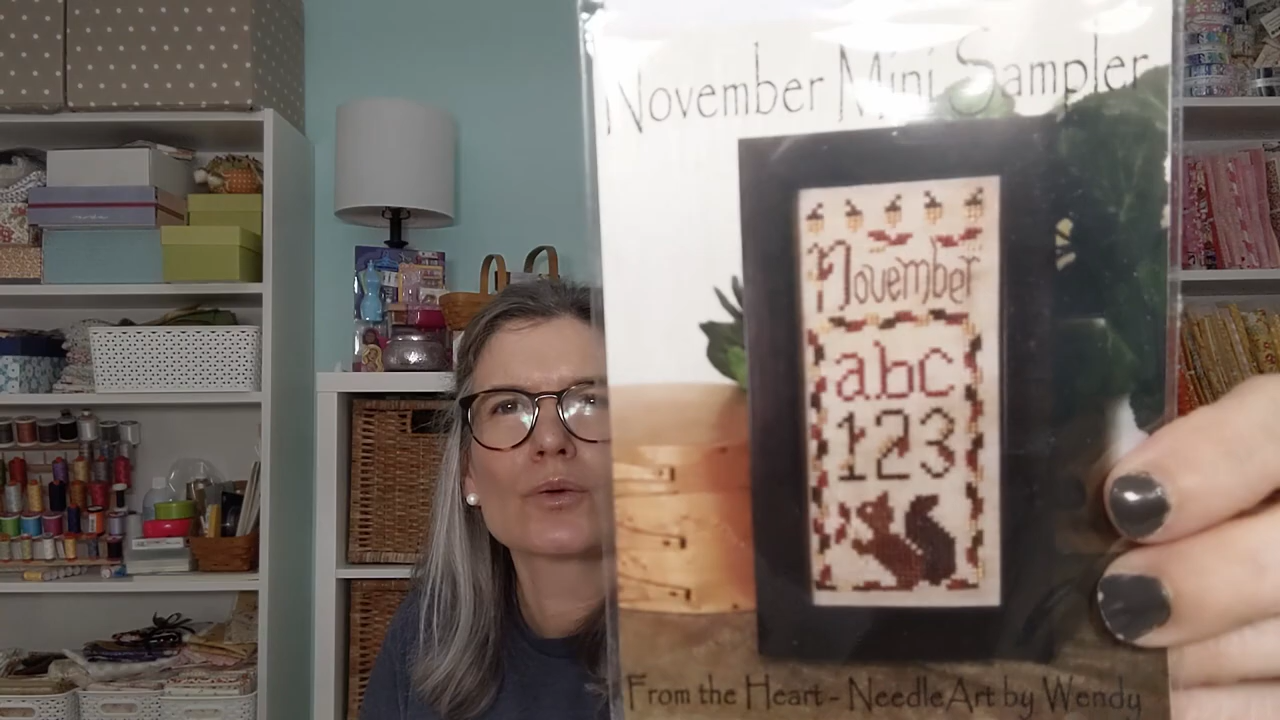 November Mini Sampler
November
abc
123
From the Heart - NeedleArt by Wendy